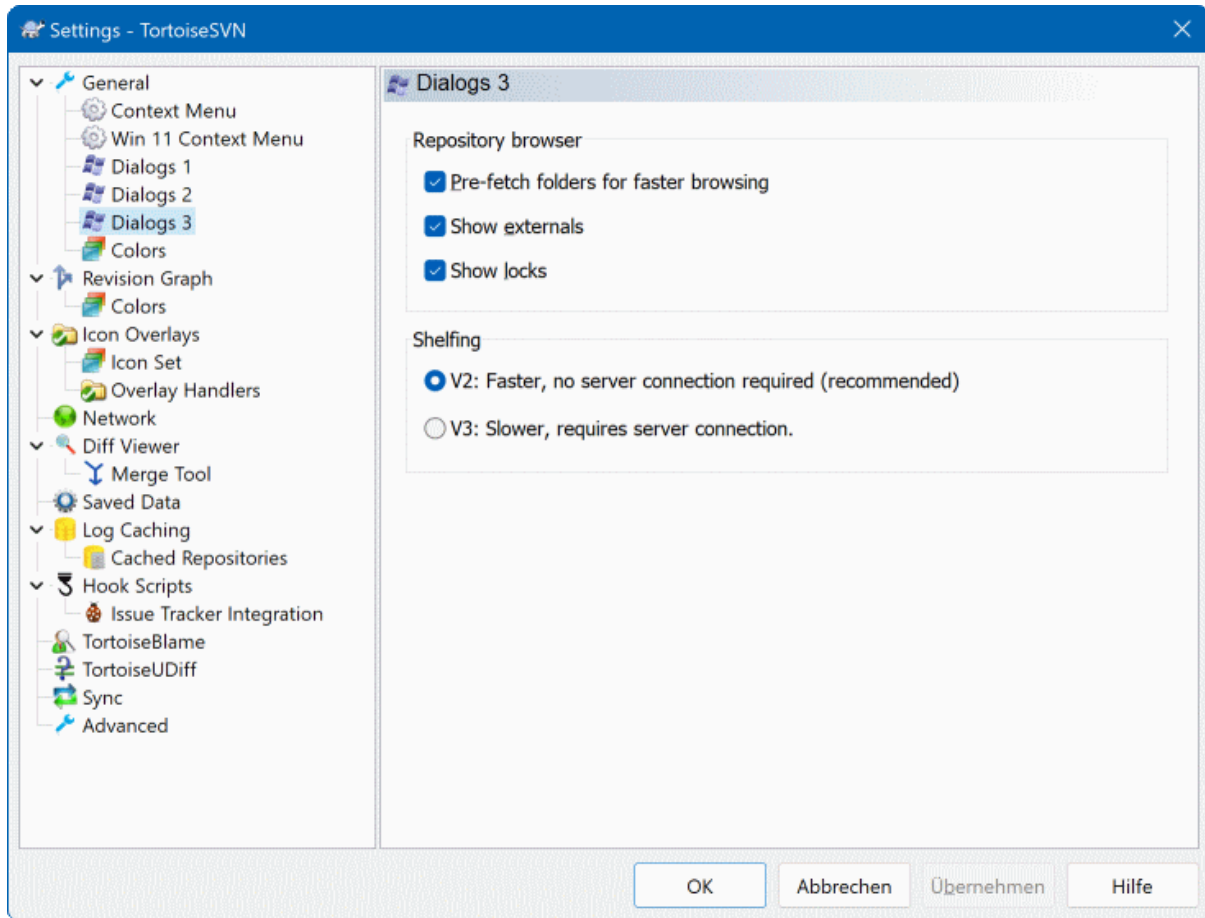 Settings - TortoiseSVN
General
Context Menu
Win 11 Context Menu
Dialogs 1
Dialogs 2
Dialogs 3
Colors
Revision Graph
Colors
Icon Overlays
Icon Set
Overlay Handlers
Network
Diff Viewer
Merge Tool
Saved Data
Log Caching
Cached Repositories
Hook Scripts
Issue Tracker Integration
TortoiseBlame
TortoiseUDiff
Sync
Advanced
Dialogs 3
Repository browser
Pre-fetch folders for faster browsing
Show externals
Show locks
Shelfing
V2: Faster, no server connection required (recommended)
V3: Slower, requires server connection.
OK
Abbrechen
Übernehmen
Hilfe